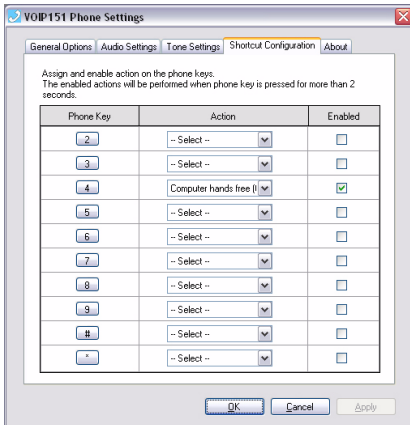 VOIP151 Phone Settings
General Options Audio Settings Tone Settings Shortcut Configuration About
Assign and enable action on the phone keys.
The enabled actions will be performed when phone key is pressed for more than 2
seconds.
Phone Key Action Enabled
2 -- Select --
3 -- Select --
4 Computer hands free (
5 -- Select --
6 -- Select --
7 -- Select --
8 -- Select --
9 -- Select --
# -- Select --
* -- Select --
OK Cancel Apply